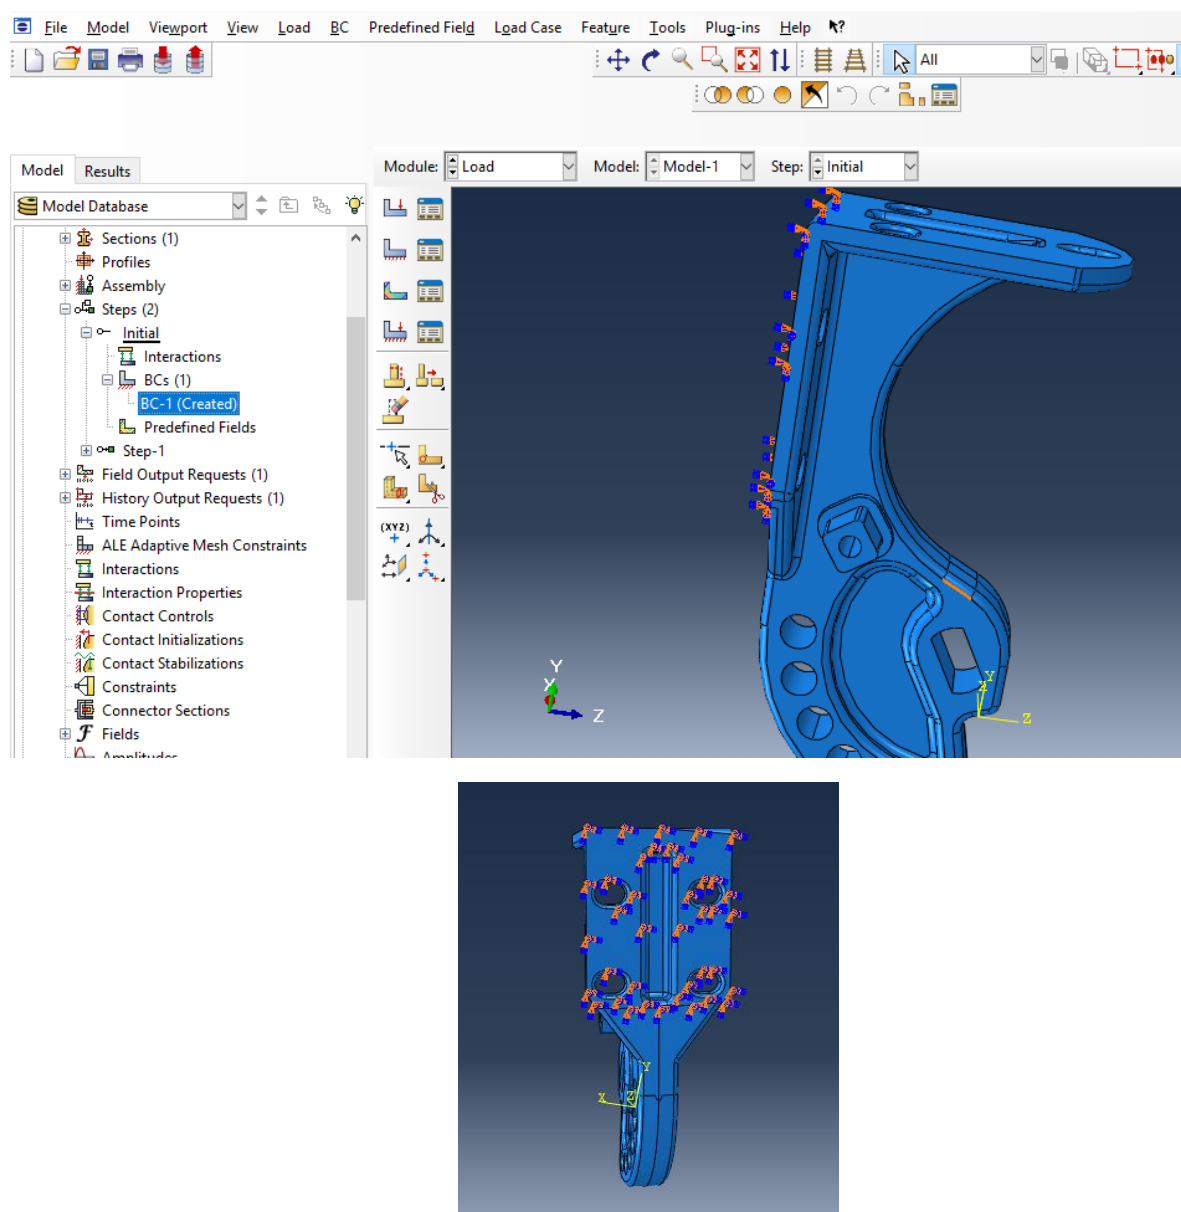 File Model Viewport View Load BC Predefined Field Load Case Feature Tools Plug-ins Help ?
All
Model Results
Module: Load Model: Model-1 Step: Initial
Model Database
Sections (1)
Profiles
Assembly
Steps (2)
Initial
Interactions
BCs (1)
BC-1 (Created)
Predefined Fields
Step-1
Field Output Requests (1)
History Output Requests (1)
Time Points
ALE Adaptive Mesh Constraints
Interactions
Interaction Properties
Contact Controls
Contact Initializations
Contact Stabilizations
Constraints
Connector Sections
F Fields
Amplitudes
(XYZ)
Y
X
Z
Y
Z
Z
Y
X
Z